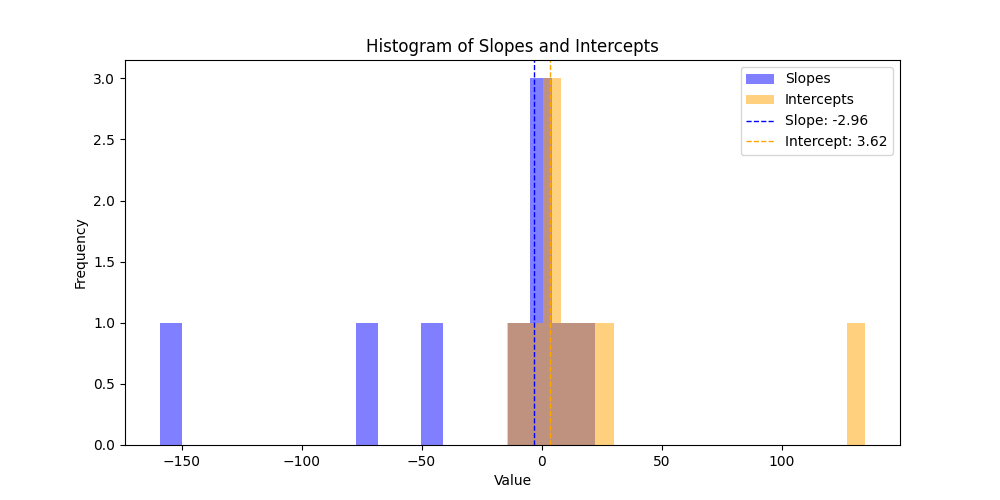 Histogram of Slopes and Intercepts
Slopes
Intercepts
Slope: -2.96
Intercept: 3.62
3.0
2.5
2.0
1.5
1.0
0.5
0.0
Frequency
−150
−100
−50
0
50
100
Value